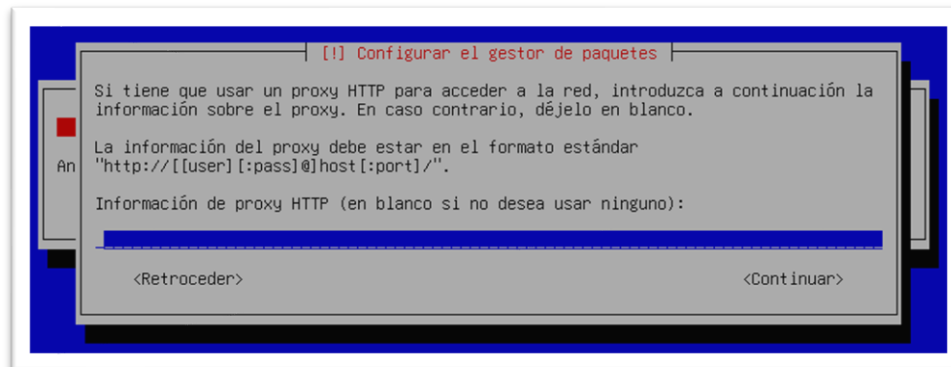 [!] Configurar el gestor de paquetes
Si tiene que usar un proxy HTTP para acceder a la red, introduzca a continuación la
información sobre el proxy. En caso contrario, déjelo en blanco.
La información del proxy debe estar en el formato estándar
"http://[[user][:pass]@]host[:port]/".
An
Información de proxy HTTP (en blanco si no desea usar ninguno):
<Retroceder> <Continuar>